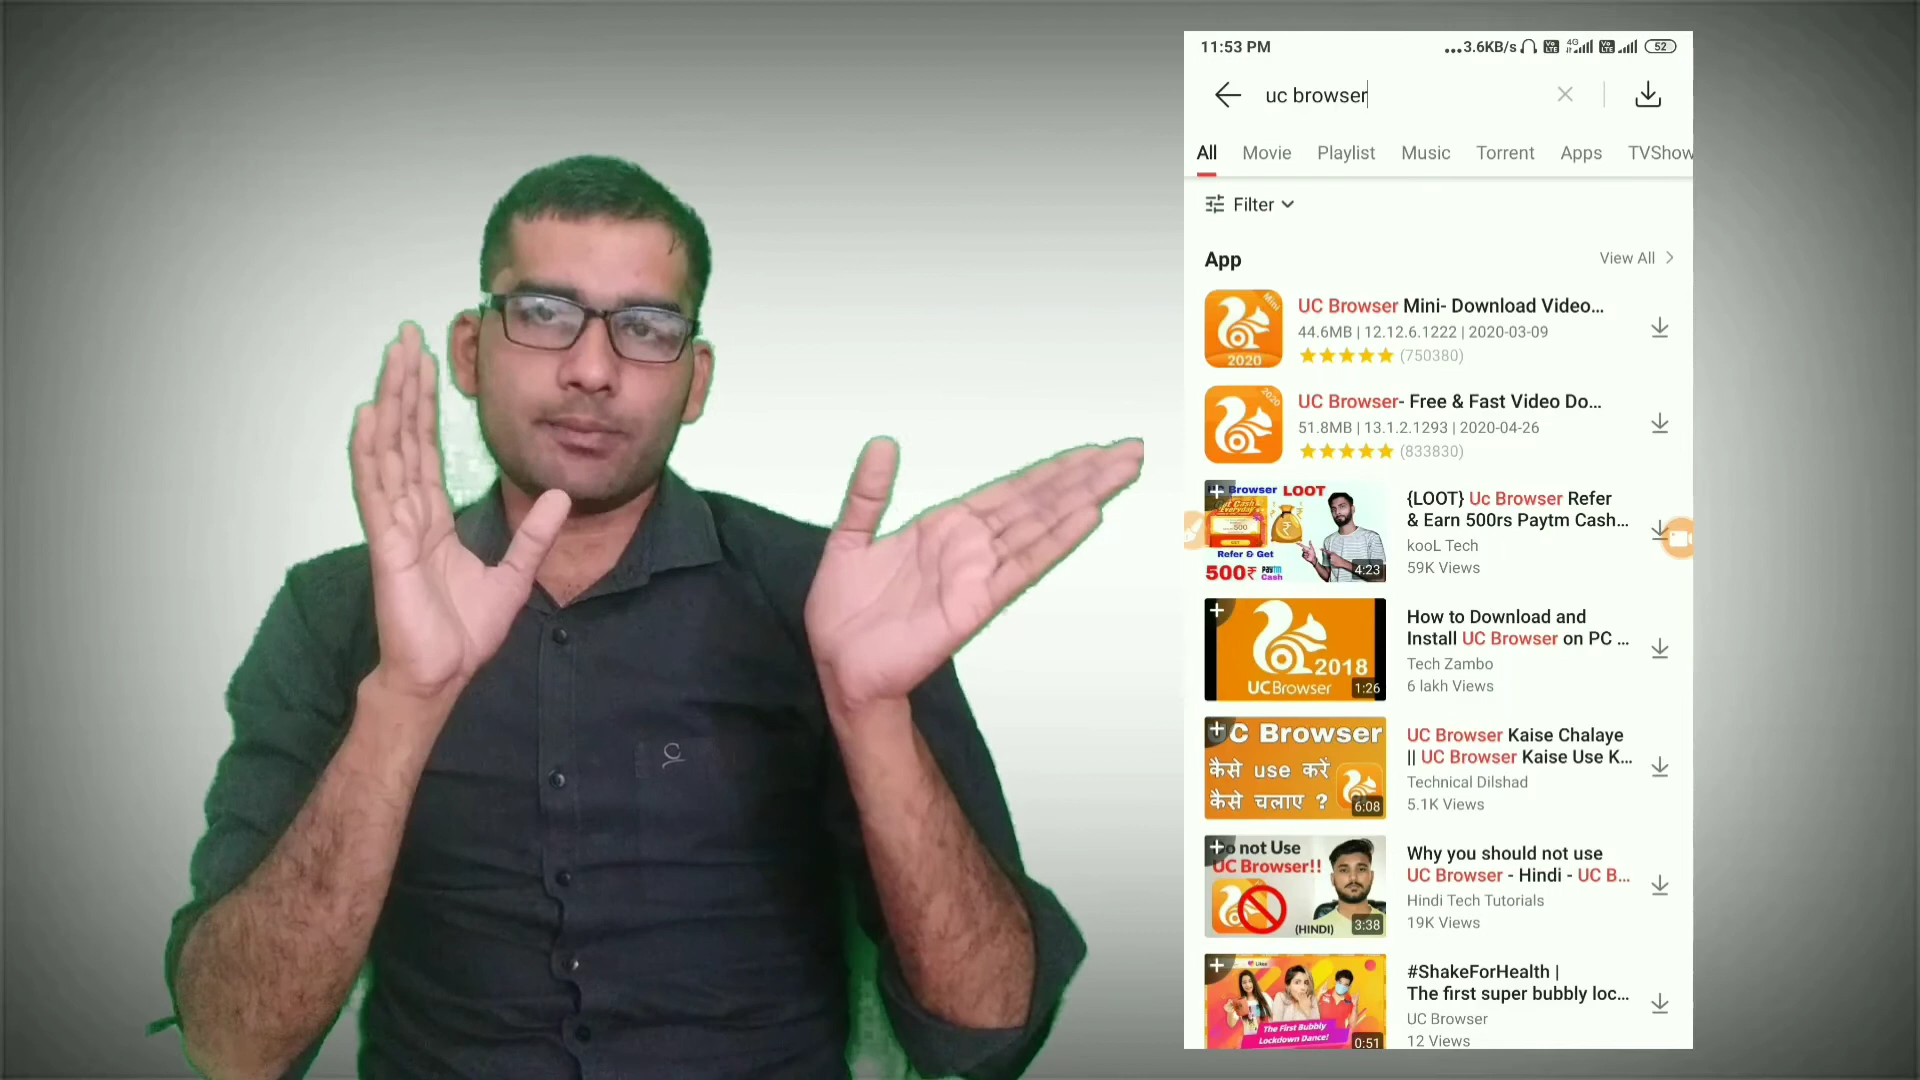 11:53 PM
...3.6KB/s
4G
52
uc browser
All
Movie
Playlist
Music
Torrent
Apps
TVShow
Filter
App
View All
Mini
2020
UC Browser Mini- Download Video...
44.6MB | 12.12.6.1222 | 2020-03-09
(750380)
2020
UC Browser- Free & Fast Video Do...
51.8MB | 13.1.2.1293 | 2020-04-26
(833830)
Browser LOOT
Refer & Get
500₹ Paytm Cash
4:23
{LOOT} Uc Browser Refer
& Earn 500rs Paytm Cash...
kooL Tech
59K Views
2018
UCBrowser
1:26
How to Download and
Install UC Browser on PC ...
Tech Zambo
6 lakh Views
C Browser
कैसे use करें
कैसे चलाए ?
6:08
UC Browser Kaise Chalaye
|| UC Browser Kaise Use K...
Technical Dilshad
5.1K Views
Do not Use
UC Browser!!
(HINDI)
3:38
Why you should not use
UC Browser - Hindi - UC B...
Hindi Tech Tutorials
19K Views
The First Bubbly
Lockdown Dance!
0:51
#ShakeForHealth |
The first super bubbly loc...
UC Browser
12 Views